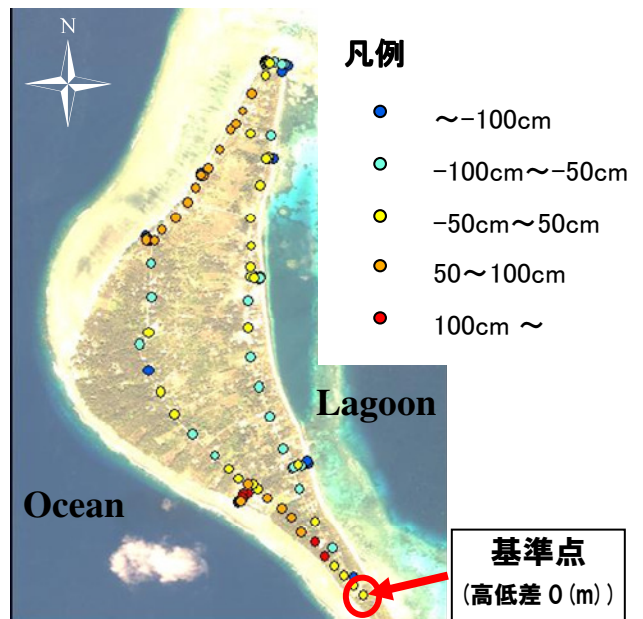 N
凡例
～-100cm
-100cm～-50cm
-50cm～50cm
50～100cm
100cm ～
Lagoon
Ocean
基準点
(高低差 0(m))